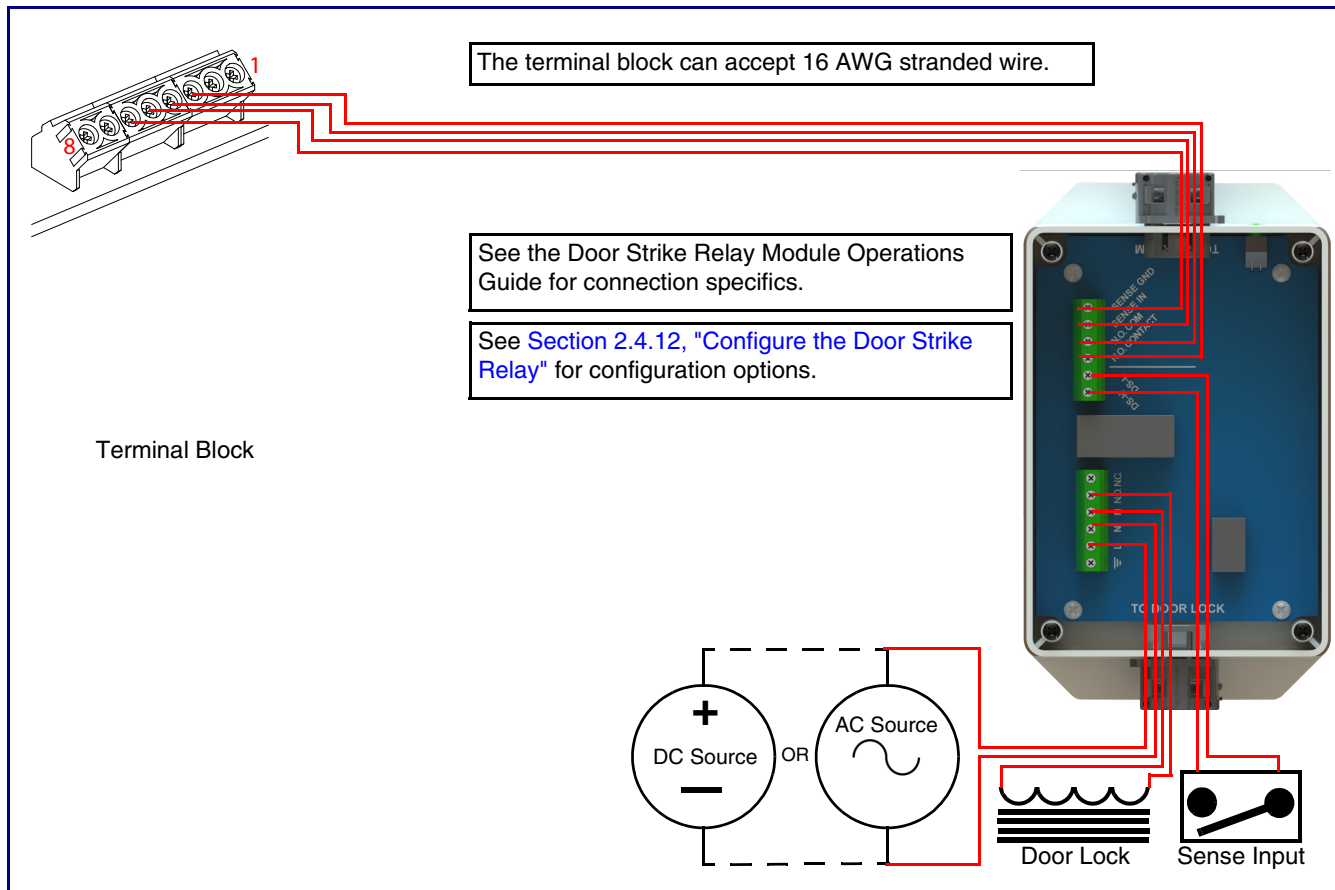 The terminal block can accept 16 AWG stranded wire.
1
8
See the Door Strike Relay Module Operations
Guide for connection specifics.
See Section 2.4.12, "Configure the Door Strike
Relay" for configuration options.
SENSE GND
SENSE IN
N.O. COM
N.O. CONTACT
DS-1
Terminal Block
N.C.
N.O.
N
L
TO DOOR LOCK
+
DC Source
OR
AC Source
Door Lock
Sense Input